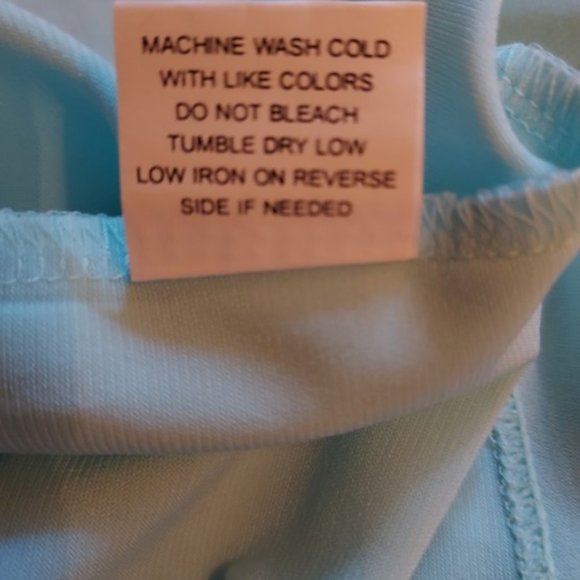 MACHINE WASH COLD
WITH LIKE COLORS
DO NOT BLEACH
TUMBLE DRY LOW
LOW IRON ON REVERSE
SIDE IF NEEDED